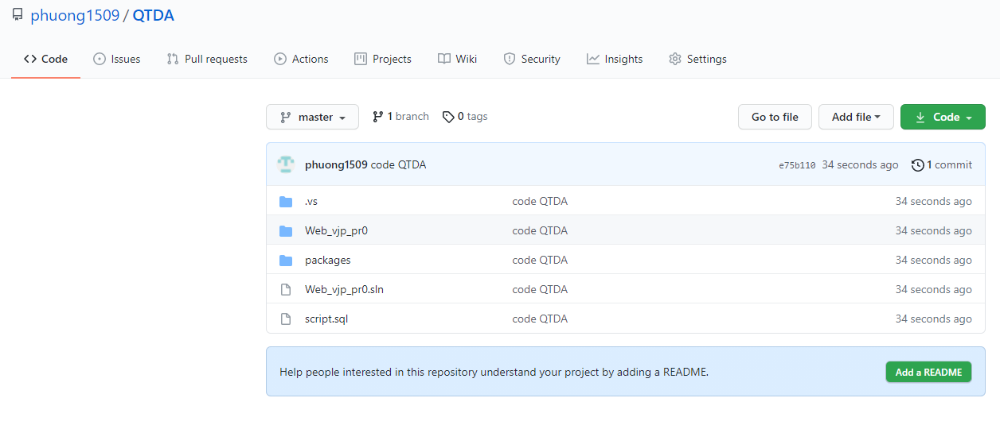 phuong1509 / QTDA
Code Issues Pull requests Actions Projects Wiki Security Insights Settings
master 1 branch 0 tags Go to file Add file Code
phuong1509 code QTDA e75b110 34 seconds ago 1 commit
.vs code QTDA 34 seconds ago
Web_vjp_pr0 code QTDA 34 seconds ago
packages code QTDA 34 seconds ago
Web_vjp_pr0.sln code QTDA 34 seconds ago
script.sql code QTDA 34 seconds ago
Help people interested in this repository understand your project by adding a README. Add a README